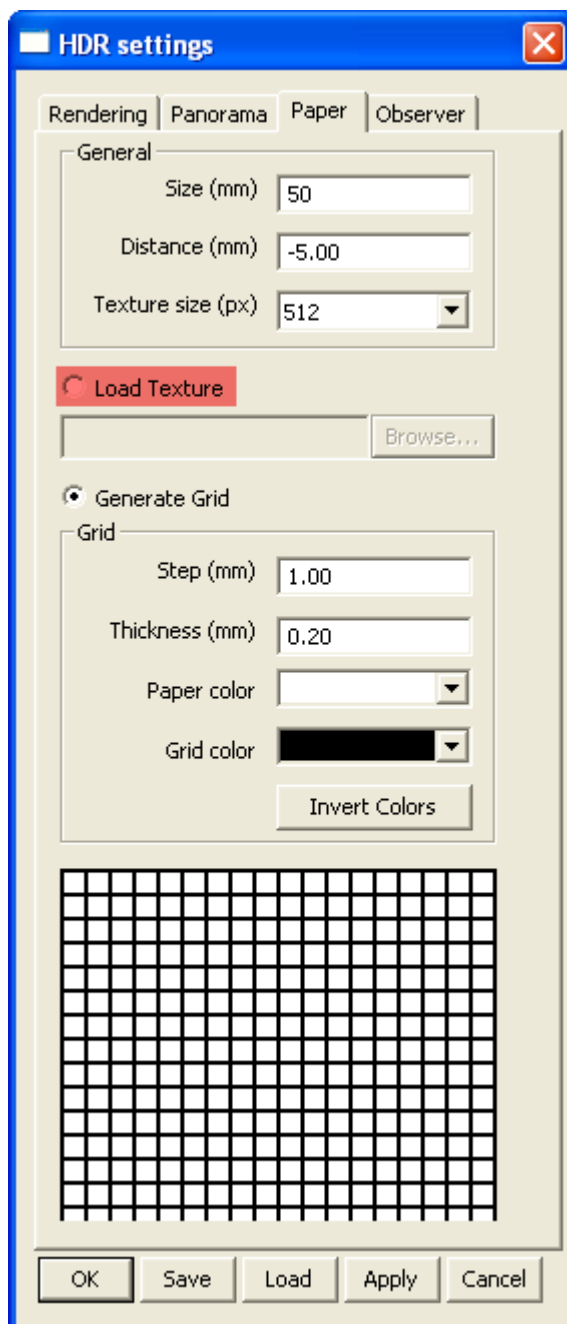 HDR settings
Rendering Panorama Paper Observer
General
Size (mm) 50
Distance (mm) -5.00
Texture size (px) 512
Load Texture
Browse...
Generate Grid
Grid
Step (mm) 1.00
Thickness (mm) 0.20
Paper color
Grid color
Invert Colors
OK Save Load Apply Cancel